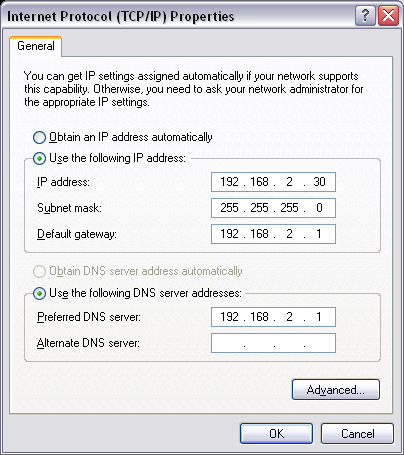 Internet Protocol (TCP/IP) Properties
General
You can get IP settings assigned automatically if your network supports
this capability. Otherwise, you need to ask your network administrator for
the appropriate IP settings.
Obtain an IP address automatically
Use the following IP address:
IP address: 192 . 168 . 2 . 30
Subnet mask: 255 . 255 . 255 . 0
Default gateway: 192 . 168 . 2 . 1
Obtain DNS server address automatically
Use the following DNS server addresses:
Preferred DNS server: 192 . 168 . 2 . 1
Alternate DNS server: . . .
Advanced...
OK Cancel